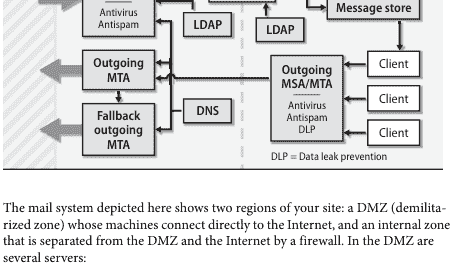 Antivirus
Antispam
LDAP
LDAP
Message store
Outgoing
MTA
Fallback
outgoing
MTA
DNS
Outgoing
MSA/MTA
Antivirus
Antispam
DLP
Client
Client
Client
DLP = Data leak prevention
The mail system depicted here shows two regions of your site: a DMZ (demilita-
rized zone) whose machines connect directly to the Internet, and an internal zone
that is separated from the DMZ and the Internet by a firewall. In the DMZ are
several servers: